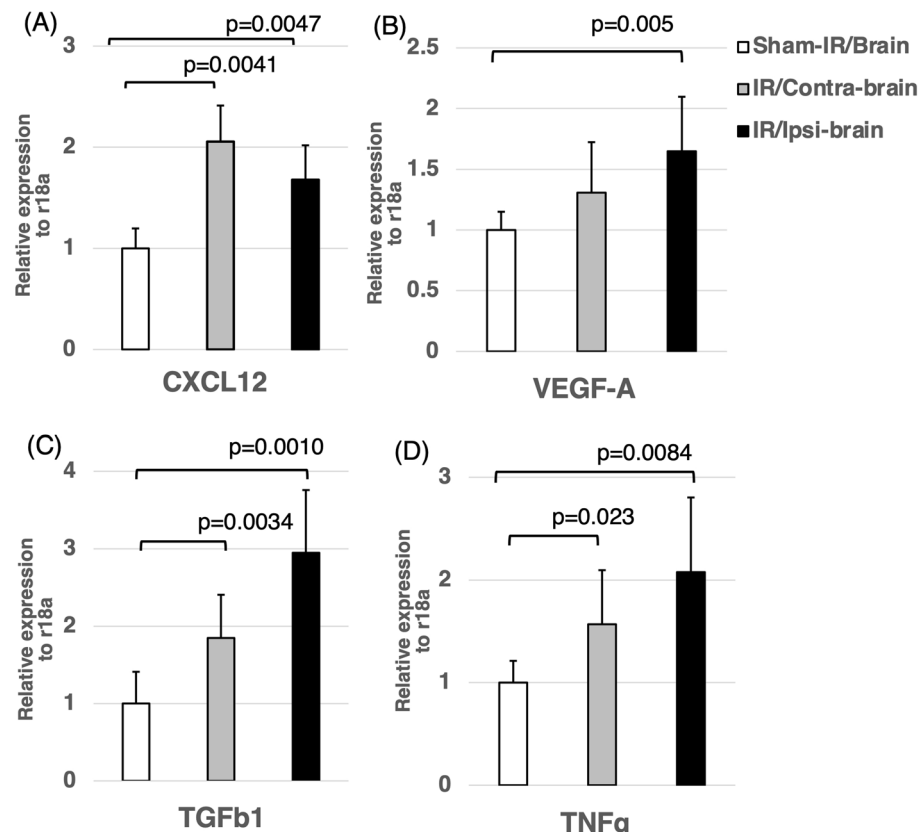 (A)
p=0.0047
p=0.0041
3
2
1
0
Relative expression
to r18a
CXCL12
(B)
p=0.005
2.5
2
1.5
1
0.5
0
Relative expression
to r18a
VEGF-A
Sham-IR/Brain
IR/Contra-brain
IR/Ipsi-brain
(C)
p=0.0010
p=0.0034
4
3
2
1
0
Relative expression
to r18a
TGFb1
(D)
p=0.0084
p=0.023
3
2
1
0
Relative expression
to r18a